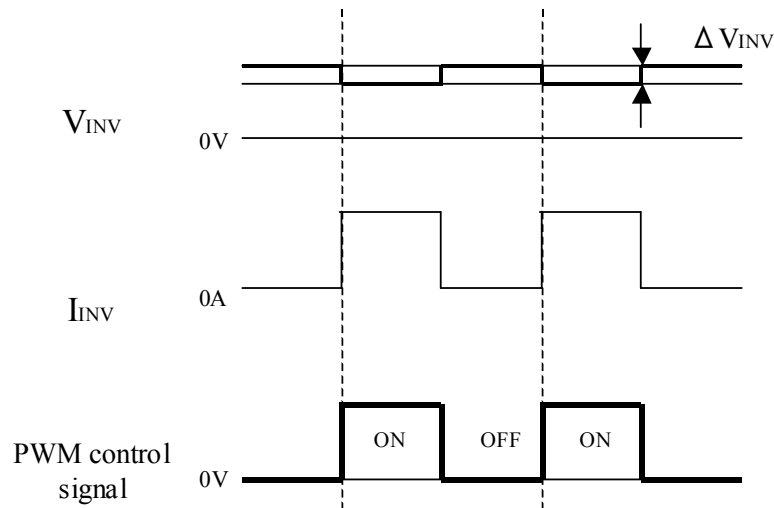 Δ VINV
VINV
0V
0A
IINV
ON
OFF
ON
PWM control
signal
0V